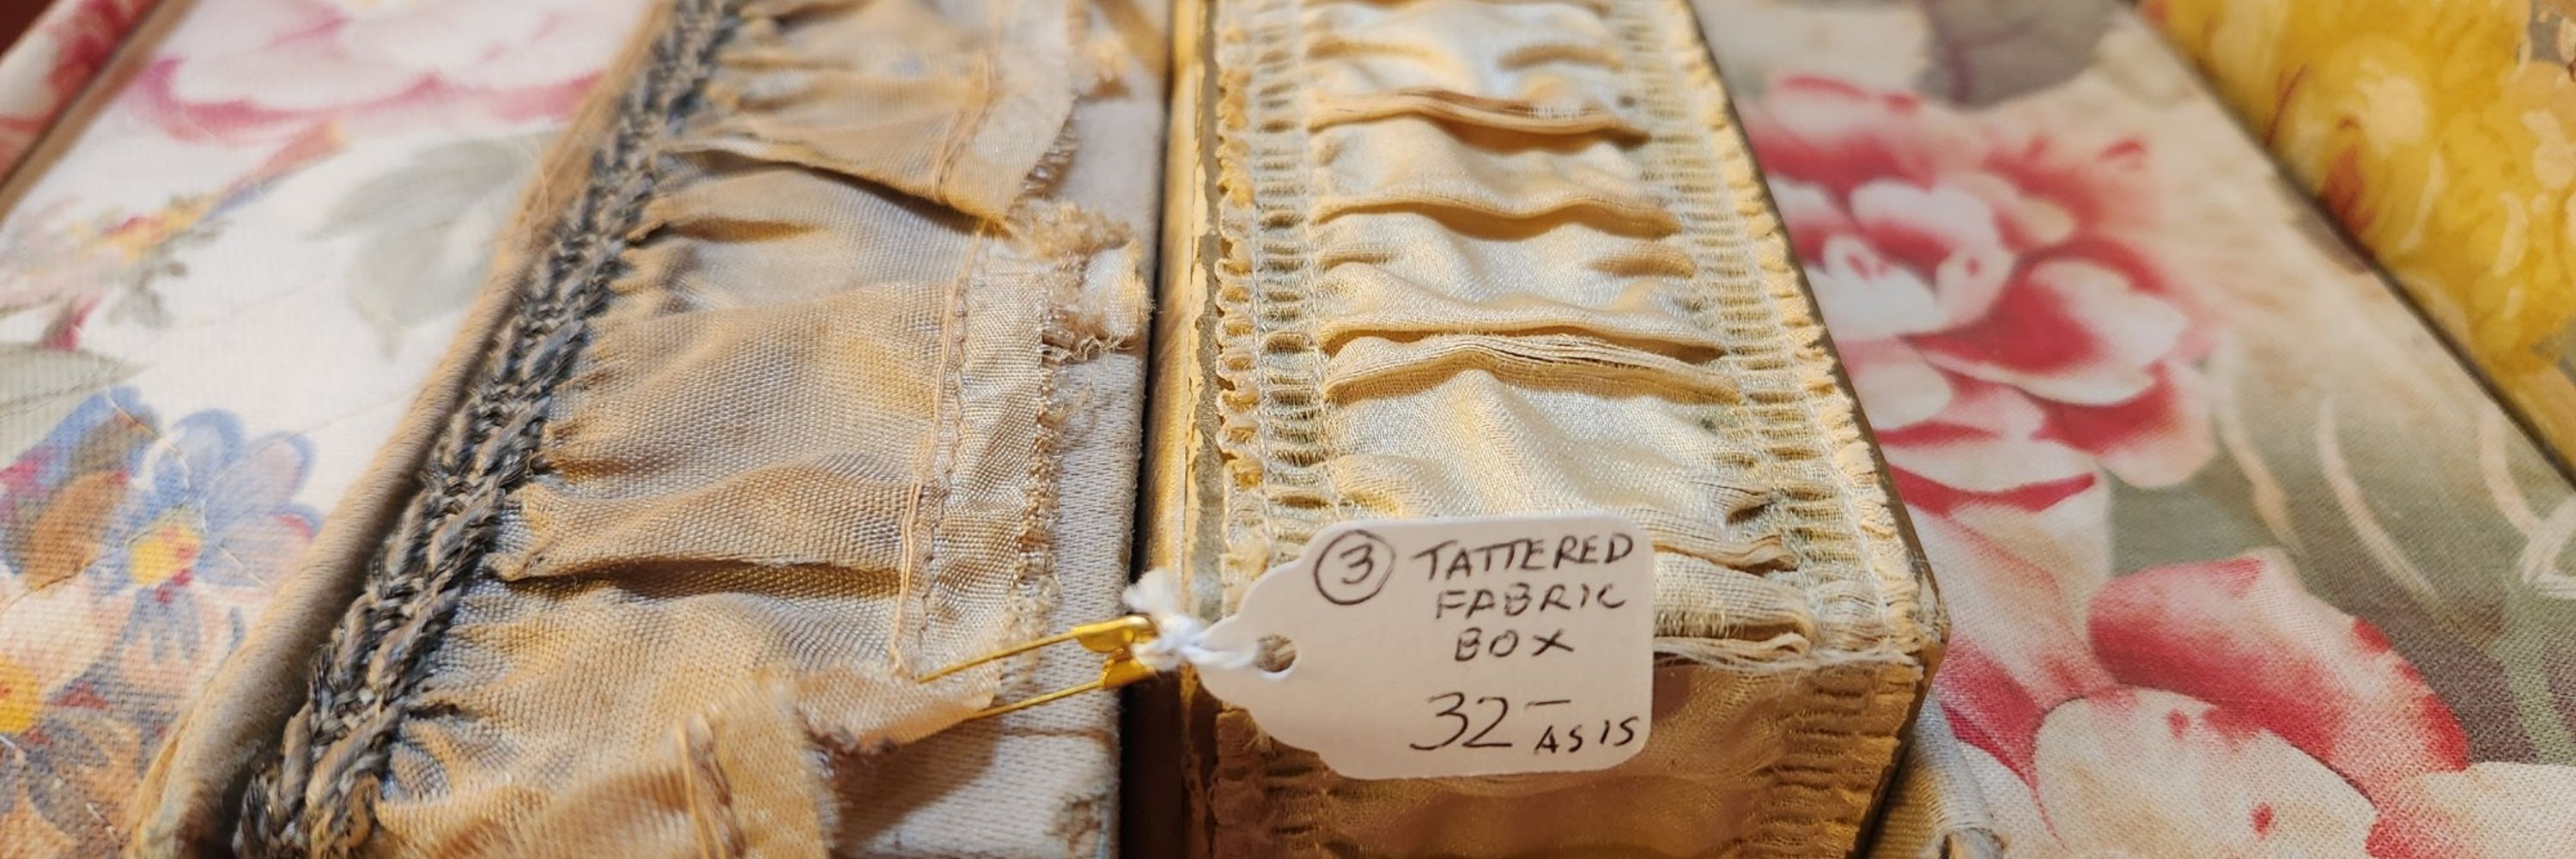 ③ TATTERED
FABRIC
BOX
32–
AS IS